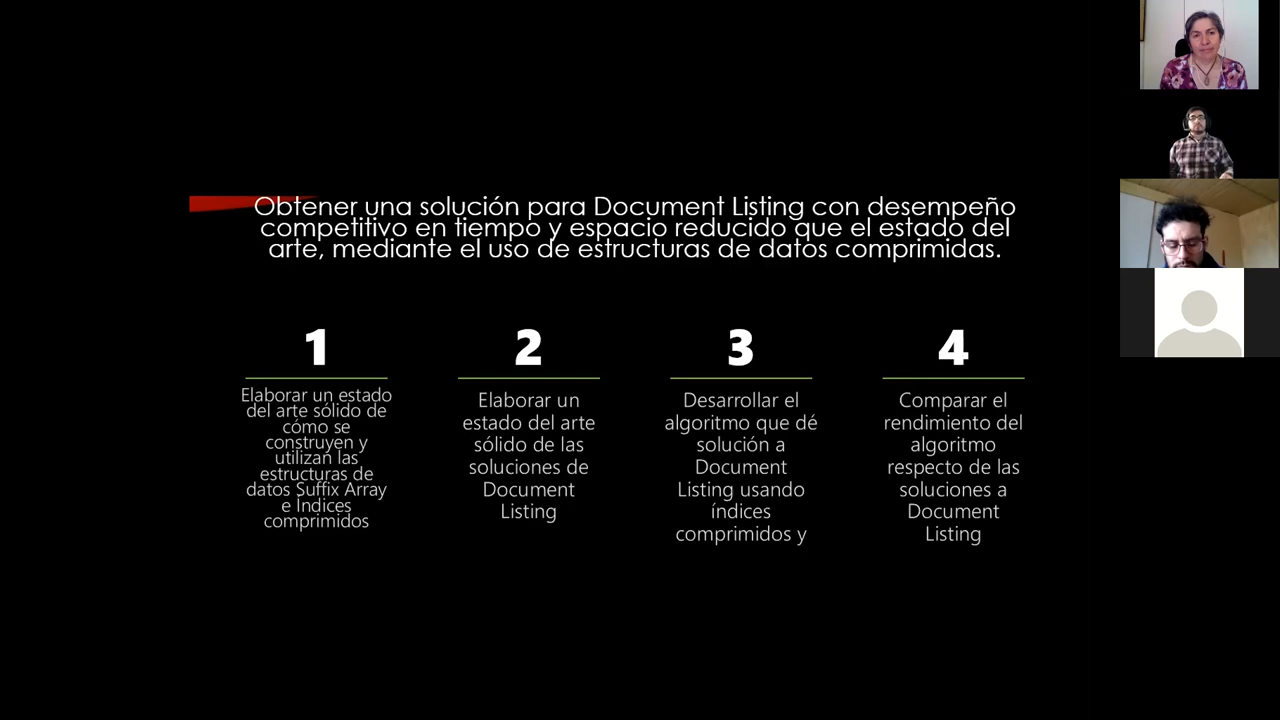 Obtener una solución para Document Listing con desempeño
competitivo en tiempo y espacio reducido que el estado del
arte, mediante el uso de estructuras de datos comprimidas.
1
Elaborar un estado
del arte sólido de
cómo se
construyen y
utilizan las
estructuras de
datos Suffix Array
e Índices
comprimidos
2
Elaborar un
estado del arte
sólido de las
soluciones de
Document
Listing
3
Desarrollar el
algoritmo que dé
solución a
Document
Listing usando
índices
comprimidos y
4
Comparar el
rendimiento del
algoritmo
respecto de las
soluciones a
Document
Listing